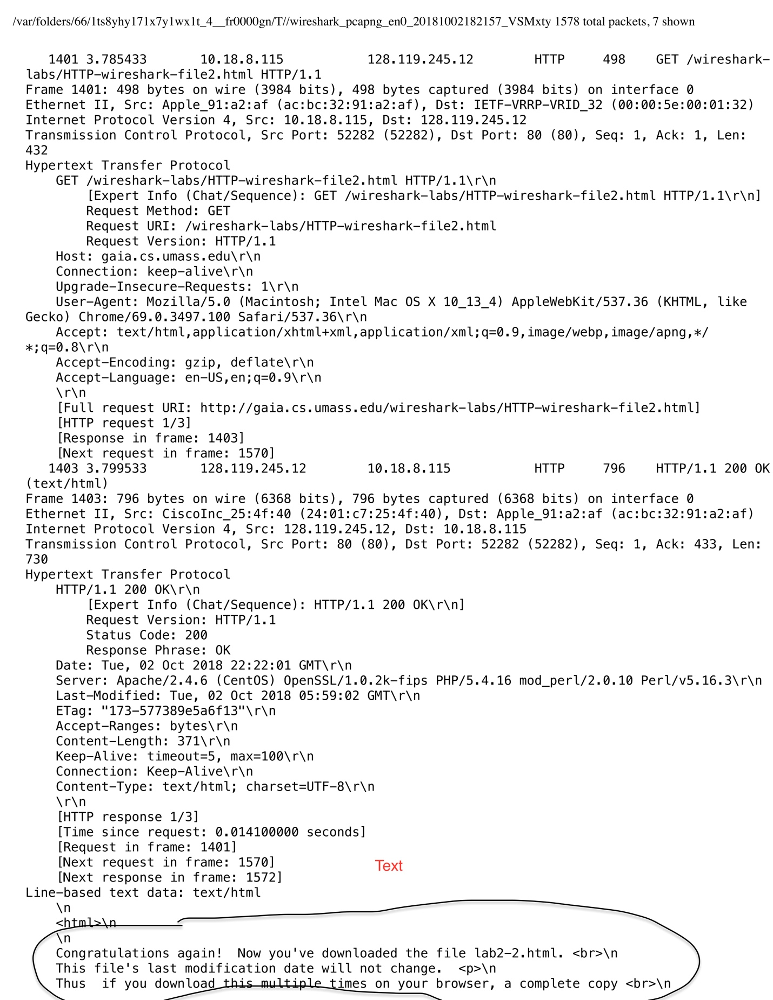 /var/folders/66/1ts8yhy171x7y1wx1t_4__fr0000gn/T//wireshark_pcapng_en0_20181002182157_VSMxty 1578 total packets, 7 shown
1401 3.785433 10.18.8.115 128.119.245.12 HTTP 498 GET /wireshark-
labs/HTTP-wireshark-file2.html HTTP/1.1
Frame 1401: 498 bytes on wire (3984 bits), 498 bytes captured (3984 bits) on interface 0
Ethernet II, Src: Apple_91:a2:af (ac:bc:32:91:a2:af), Dst: IETF-VRRP-VRID_32 (00:00:5e:00:01:32)
Internet Protocol Version 4, Src: 10.18.8.115, Dst: 128.119.245.12
Transmission Control Protocol, Src Port: 52282 (52282), Dst Port: 80 (80), Seq: 1, Ack: 1, Len:
432
Hypertext Transfer Protocol
GET /wireshark-labs/HTTP-wireshark-file2.html HTTP/1.1\r\n
[Expert Info (Chat/Sequence): GET /wireshark-labs/HTTP-wireshark-file2.html HTTP/1.1\r\n]
Request Method: GET
Request URI: /wireshark-labs/HTTP-wireshark-file2.html
Request Version: HTTP/1.1
Host: gaia.cs.umass.edu\r\n
Connection: keep-alive\r\n
Upgrade-Insecure-Requests: 1\r\n
User-Agent: Mozilla/5.0 (Macintosh; Intel Mac OS X 10_13_4) AppleWebKit/537.36 (KHTML, like
Gecko) Chrome/69.0.3497.100 Safari/537.36\r\n
Accept: text/html,application/xhtml+xml,application/xml;q=0.9,image/webp,image/apng,*/
*;q=0.8\r\n
Accept-Encoding: gzip, deflate\r\n
Accept-Language: en-US,en;q=0.9\r\n
\r\n
[Full request URI: http://gaia.cs.umass.edu/wireshark-labs/HTTP-wireshark-file2.html]
[HTTP request 1/3]
[Response in frame: 1403]
[Next request in frame: 1570]
1403 3.799533 128.119.245.12 10.18.8.115 HTTP 796 HTTP/1.1 200 OK
(text/html)
Frame 1403: 796 bytes on wire (6368 bits), 796 bytes captured (6368 bits) on interface 0
Ethernet II, Src: CiscoInc_25:4f:40 (24:01:c7:25:4f:40), Dst: Apple_91:a2:af (ac:bc:32:91:a2:af)
Internet Protocol Version 4, Src: 128.119.245.12, Dst: 10.18.8.115
Transmission Control Protocol, Src Port: 80 (80), Dst Port: 52282 (52282), Seq: 1, Ack: 433, Len:
730
Hypertext Transfer Protocol
HTTP/1.1 200 OK\r\n
[Expert Info (Chat/Sequence): HTTP/1.1 200 OK\r\n]
Request Version: HTTP/1.1
Status Code: 200
Response Phrase: OK
Date: Tue, 02 Oct 2018 22:22:01 GMT\r\n
Server: Apache/2.4.6 (CentOS) OpenSSL/1.0.2k-fips PHP/5.4.16 mod_perl/2.0.10 Perl/v5.16.3\r\n
Last-Modified: Tue, 02 Oct 2018 05:59:02 GMT\r\n
ETag: "173-577389e5a6f13"\r\n
Accept-Ranges: bytes\r\n
Content-Length: 371\r\n
Keep-Alive: timeout=5, max=100\r\n
Connection: Keep-Alive\r\n
Content-Type: text/html; charset=UTF-8\r\n
\r\n
[HTTP response 1/3]
[Time since request: 0.014100000 seconds]
[Request in frame: 1401]
[Next request in frame: 1570]
Text
[Next response in frame: 1572]
Line-based text data: text/html
\n
<html>\n
\n
Congratulations again!  Now you've downloaded the file lab2-2.html. <br>\n
This file's last modification date will not change.  <p>\n
Thus  if you download this multiple times on your browser, a complete copy <br>\n